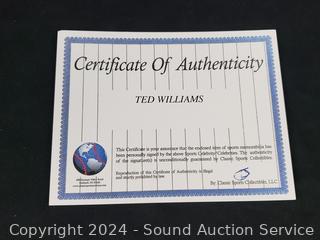 Certificate Of Authenticity
TED WILLIAMS
This Certificate is your assurance that the enclosed item of sports memorabilia has
been personally signed by the above Sports Celebrity/Celebrities. The authenticity
of the signature(s) is unconditionally guaranteed by Classic Sports Collectibles.
Reproduction of this Certificate of Authenticity is illegal
and strictly prohibited by law.
By: Classic Sports Collectibles, LLC
Copyright 2024 - Sound Auction Service